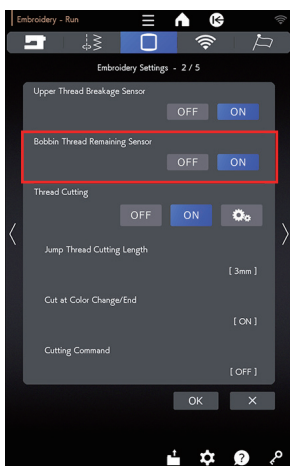 Embroidery - Run
Embroidery Settings - 2 / 5
Upper Thread Breakage Sensor
OFF ON
Bobbin Thread Remaining Sensor
OFF ON
Thread Cutting
OFF ON
Jump Thread Cutting Length
[ 3mm ]
Cut at Color Change/End
[ ON ]
Cutting Command
[ OFF ]
OK ×
?